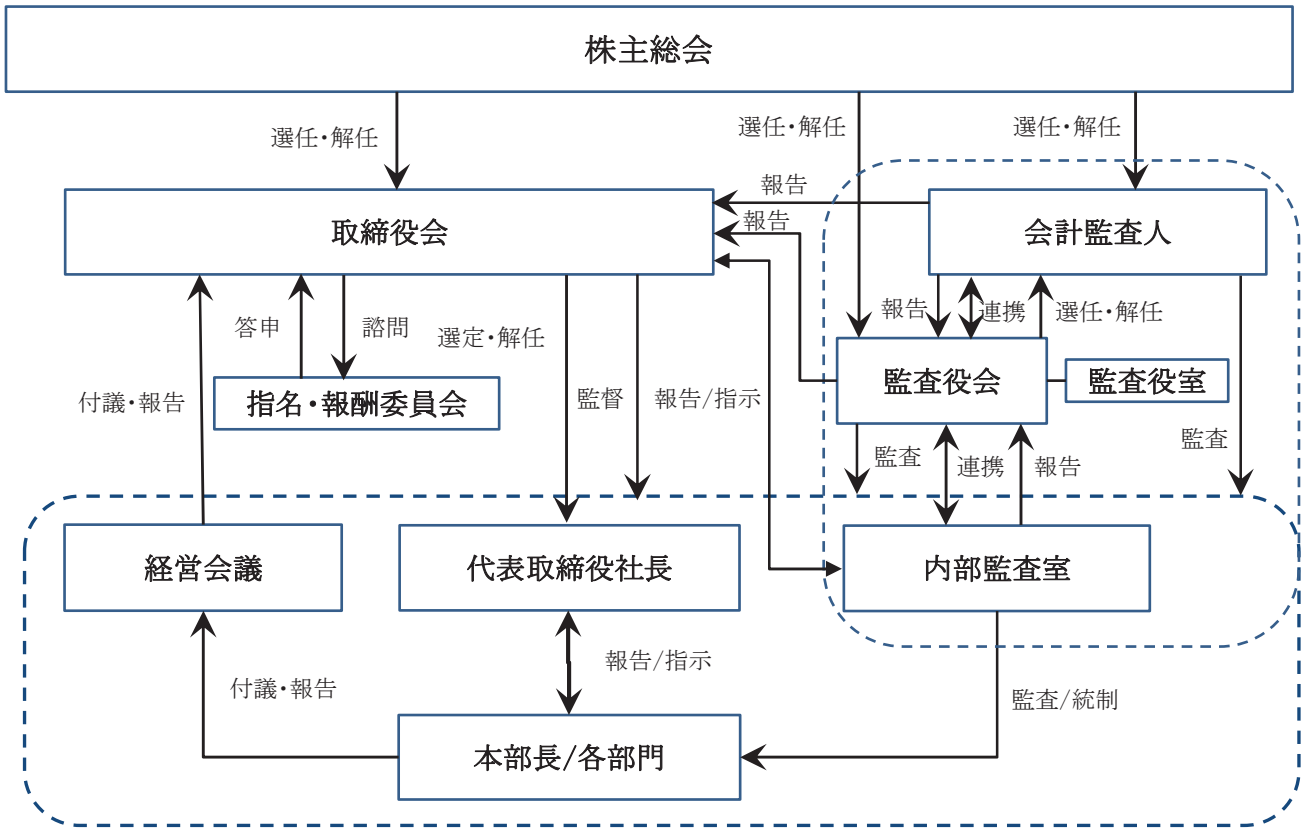 株主総会
選任・解任
選任・解任
選任・解任
報告
取締役会
報告
会計監査人
答申
諮問
選定・解任
報告
連携
選任・解任
付議・報告
指名・報酬委員会
監督
報告/指示
監査役会
監査役室
監査
連携
報告
監査
経営会議
代表取締役社長
内部監査室
付議・報告
報告/指示
監査/統制
本部長/各部門